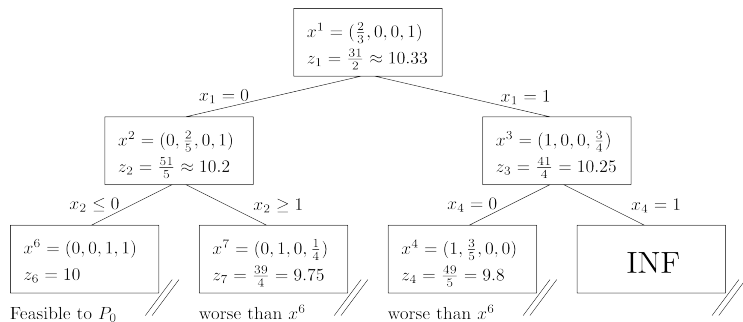 x^1 = (2/3, 0, 0, 1)
z_1 = 31/2 ≈ 10.33
x_1 = 0
x_1 = 1
x^2 = (0, 2/5, 0, 1)
z_2 = 51/5 ≈ 10.2
x^3 = (1, 0, 0, 3/4)
z_3 = 41/4 = 10.25
x_2 ≤ 0
x_2 ≥ 1
x_4 = 0
x_4 = 1
x^6 = (0, 0, 1, 1)
z_6 = 10
x^7 = (0, 1, 0, 1/4)
z_7 = 39/4 = 9.75
x^4 = (1, 3/5, 0, 0)
z_4 = 49/5 = 9.8
INF
Feasible to P_0
worse than x^6
worse than x^6